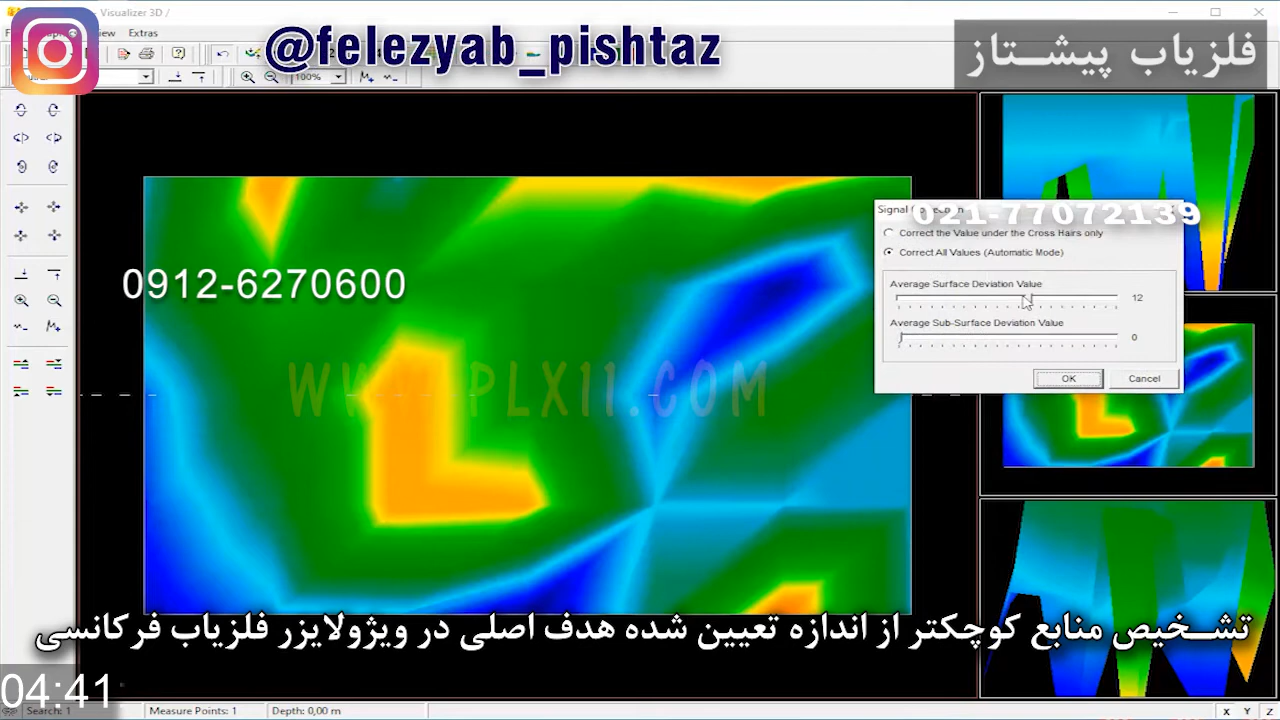 Visualizer 3D /
Extras
@felezyab_pishtaz
فلزیاب پیشتاز
100%
021-77072139
Correct the Value under the Cross Hairs only
Correct All Values (Automatic Mode)
Average Surface Deviation Value
12
Average Sub-Surface Deviation Value
0
OK
Cancel
0912-6270600
تشخیص منابع کوچکتر از اندازه تعیین شده هدف اصلی در ویژولایزر فلزیاب فرکانسی
04:41
Search: 1
Measure Points: 1
Depth: 0,00 m
X Y Z